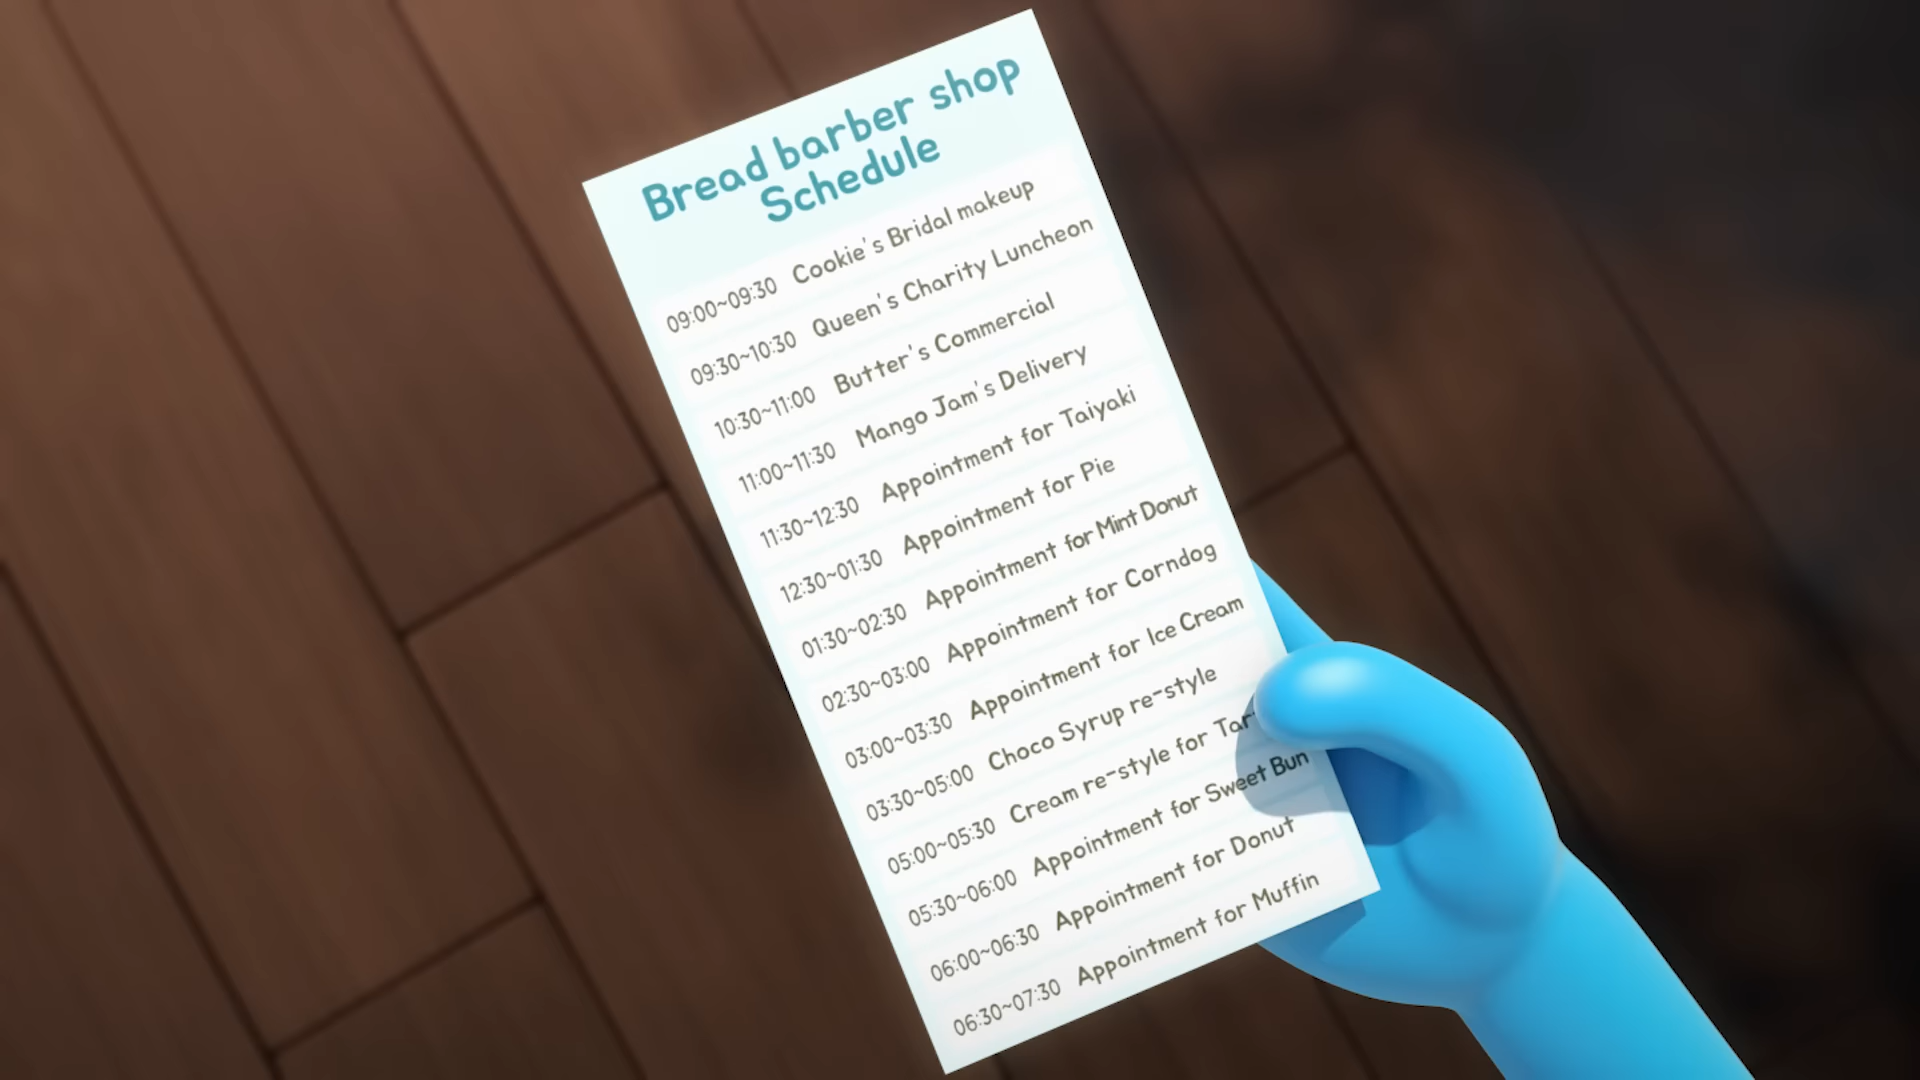 Bread barber shop
Schedule
09:00~09:30 Cookie's Bridal makeup
09:30~10:30 Queen's Charity Luncheon
10:30~11:00 Butter's Commercial
11:00~11:30 Mango Jam's Delivery
11:30~12:30 Appointment for Taiyaki
12:30~01:30 Appointment for Pie
01:30~02:30 Appointment for Mint Donut
02:30~03:00 Appointment for Corndog
03:00~03:30 Appointment for Ice Cream
03:30~05:00 Choco Syrup re-style
05:00~05:30 Cream re-style for
05:30~06:00 Appointment for Sweet Bun
06:00~06:30 Appointment for Donut
06:30~07:30 Appointment for Muffin